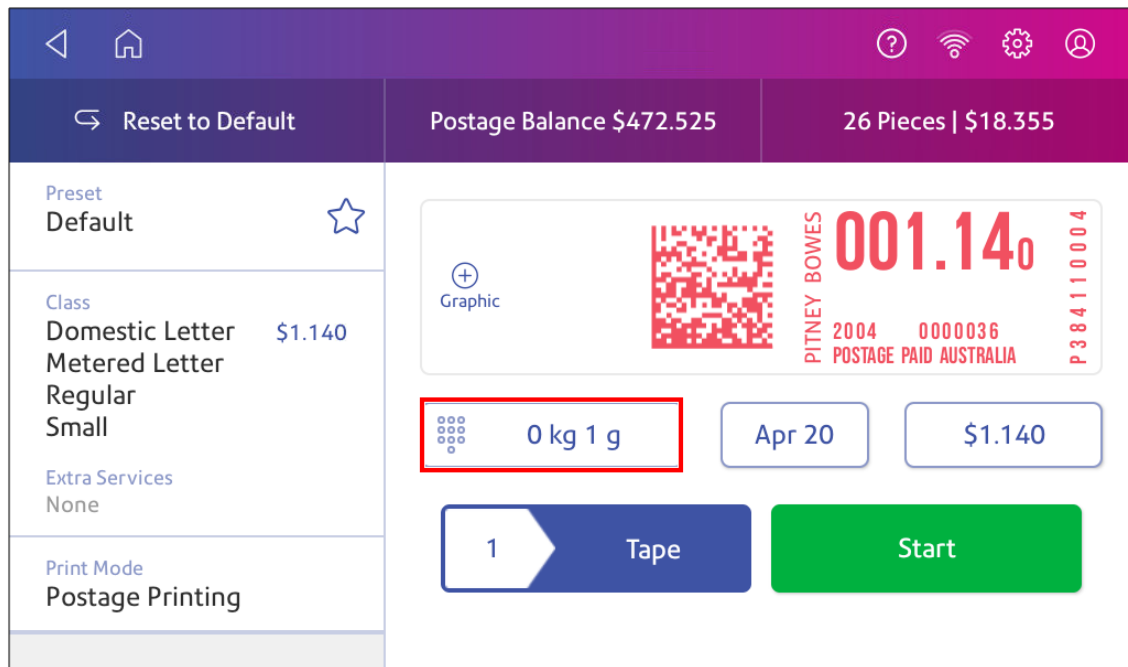 Reset to Default
Postage Balance $472.525
26 Pieces | $18.355
Preset
Default
Class
Domestic Letter $1.140
Metered Letter
Regular
Small
Extra Services
None
Print Mode
Postage Printing
Graphic
PITNEY BOWES
001.140
2004 0000036
POSTAGE PAID AUSTRALIA
P384110004
0 kg 1 g
Apr 20
$1.140
1 Tape
Start